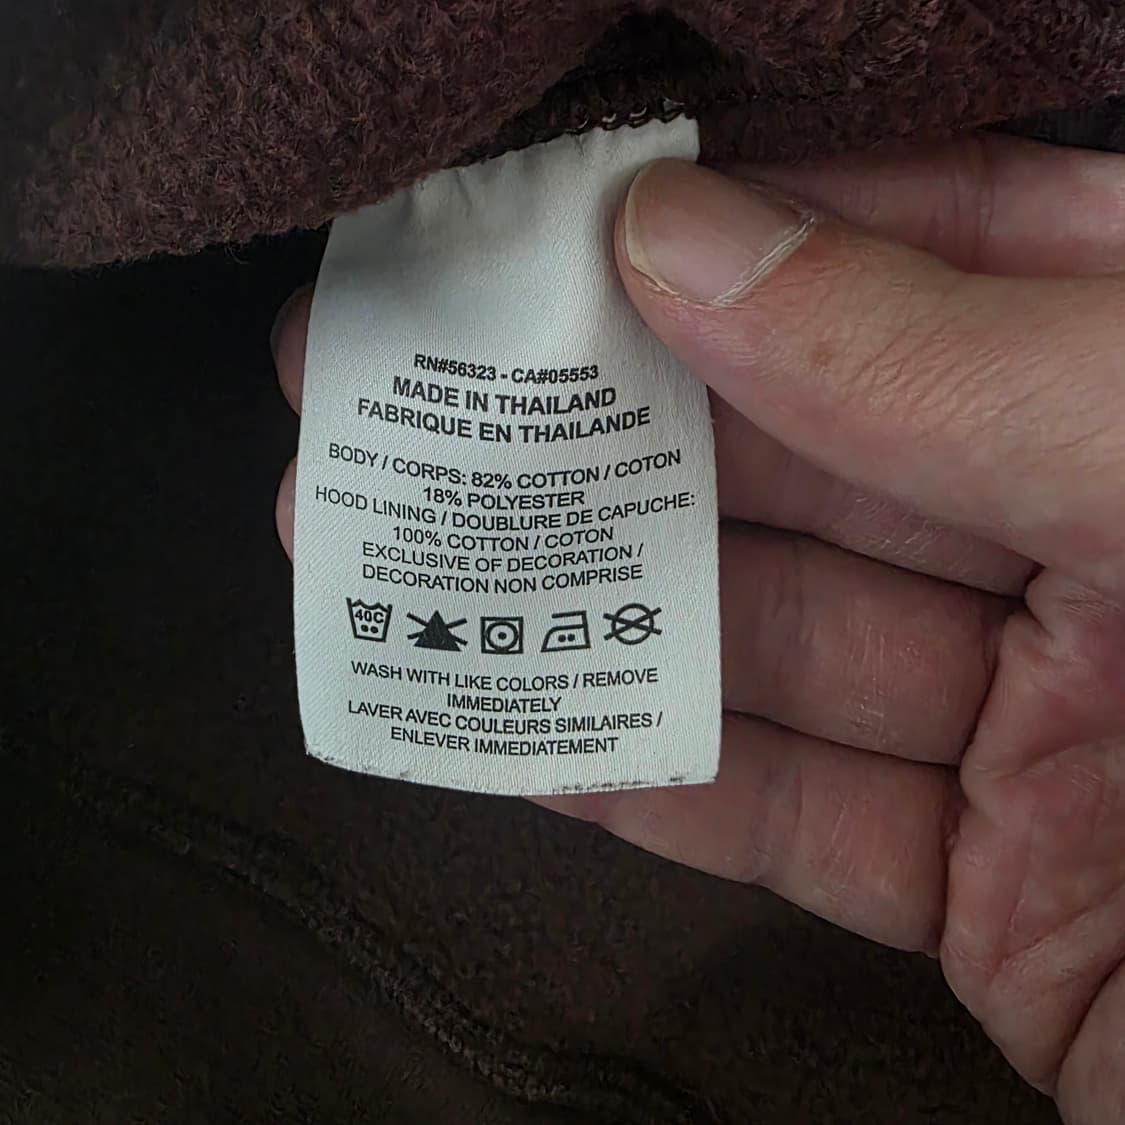 RN#56323 - CA#05553
MADE IN THAILAND
FABRIQUE EN THAILANDE
BODY / CORPS: 82% COTTON / COTON
18% POLYESTER
HOOD LINING / DOUBLURE DE CAPUCHE:
100% COTTON / COTON
EXCLUSIVE OF DECORATION /
DECORATION NON COMPRISE
40C
WASH WITH LIKE COLORS / REMOVE
IMMEDIATELY
LAVER AVEC COULEURS SIMILAIRES /
ENLEVER IMMEDIATEMENT